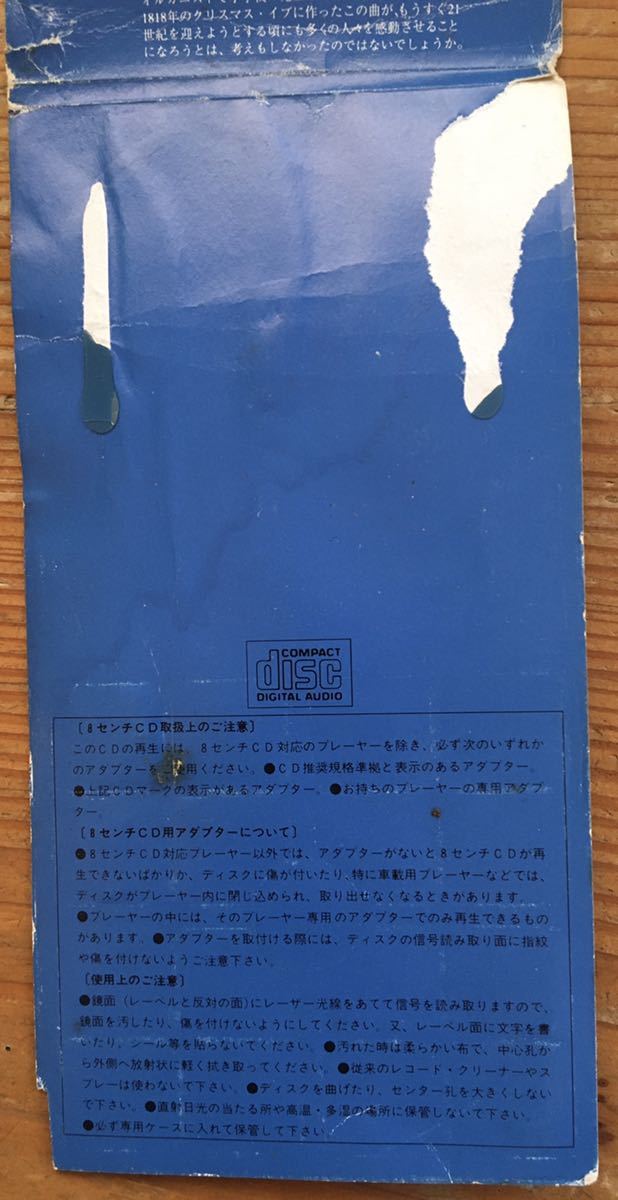 1818年のクリスマス・イブに作ったこの曲が、もうすぐ21
世紀を迎えようとする頃にも多くの人々を感動させること
になろうとは、考えもしなかったのではないでしょうか。
COMPACT
disc
DIGITAL AUDIO
〔8センチCD取扱上のご注意〕
このCDの再生には、8センチCD対応のプレーヤーを除き、必ず次のいずれか
のアダプターをご使用ください。●CD推奨規格準拠と表示のあるアダプター。
●上記CDマークの表示があるアダプター。●お持ちのプレーヤーの専用アダプ
ター。
〔8センチCD用アダプターについて〕
●8センチCD対応プレーヤー以外では、アダプターがないと8センチCDが再
生できないばかりか、ディスクに傷が付いたり、特に車載用プレーヤーなどでは、
ディスクがプレーヤー内に閉じ込められ、取り出せなくなるときがあります。
●プレーヤーの中には、そのプレーヤー専用のアダプターでのみ再生できるもの
があります。●アダプターを取付ける際には、ディスクの信号読み取り面に指紋
や傷を付けないようご注意下さい。
〔使用上のご注意〕
●鏡面（レーベルと反対の面）にレーザー光線をあてて信号を読み取りますので、
鏡面を汚したり、傷を付けないようにしてください。又、レーベル面に文字を書
いたり、シール等を貼らないでください。●汚れた時は柔らかい布で、中心孔か
ら外側へ放射状に軽く拭き取ってください。●従来のレコード・クリーナーやス
プレーは使わないで下さい。●ディスクを曲げたり、センター孔を大きくしない
で下さい。●直射日光の当たる所や高温・多湿の場所に保管しないで下さい。
●必ず専用ケースに入れて保管して下さい。